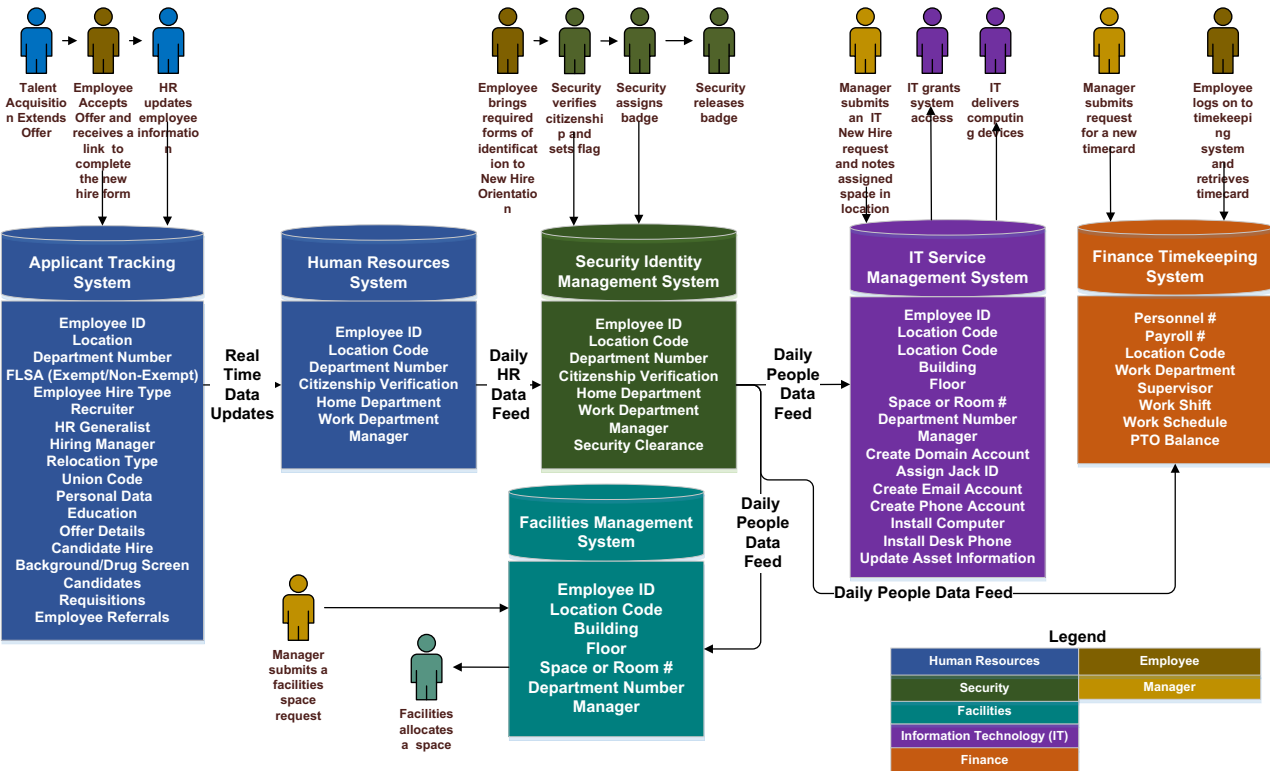 Talent
Acquisitio
n Extends
Offer
Employee
Accepts
Offer and
receives a
link to
complete
the new
hire form
HR
updates
employee
informatio
n
Employee
brings
required
forms of
identificat
ion to
New Hire
Orientatio
n
Security
verifies
citizenshi
p and
sets flag
Security
assigns
badge
Security
releases
badge
Manager
submits
an IT
New Hire
request
and notes
assigned
space in
location
IT grants
system
access
IT
delivers
computin
g devices
Manager
submits
request
for a new
timecard
Employee
logs on to
timekeepi
ng
system
and
retrieves
timecard
Applicant Tracking
System
Employee ID
Location
Department Number
FLSA (Exempt/Non-Exempt)
Employee Hire Type
Recruiter
HR Generalist
Hiring Manager
Relocation Type
Union Code
Personal Data
Education
Offer Details
Candidate Hire
Background/Drug Screen
Candidates
Requisitions
Employee Referrals
Real
Time
Data
Updates
Human Resources
System
Employee ID
Location Code
Department Number
Citizenship Verification
Home Department
Work Department
Manager
Daily
HR
Data
Feed
Security Identity
Management System
Employee ID
Location Code
Department Number
Citizenship Verification
Home Department
Work Department
Manager
Security Clearance
Daily
People
Data
Feed
IT Service
Management System
Employee ID
Location Code
Location Code
Building
Floor
Space or Room #
Department Number
Manager
Create Domain Account
Assign Jack ID
Create Email Account
Create Phone Account
Install Computer
Install Desk Phone
Update Asset Information
Finance Timekeeping
System
Personnel #
Payroll #
Location Code
Work Department
Supervisor
Work Shift
Work Schedule
PTO Balance
Facilities Management
System
Employee ID
Location Code
Building
Floor
Space or Room #
Department Number
Manager
Daily
People
Data
Feed
Daily People Data Feed
Manager
submits a
facilities
space
request
Facilities
allocates
a space
Legend
Human Resources
Employee
Security
Manager
Facilities
Information Technology (IT)
Finance